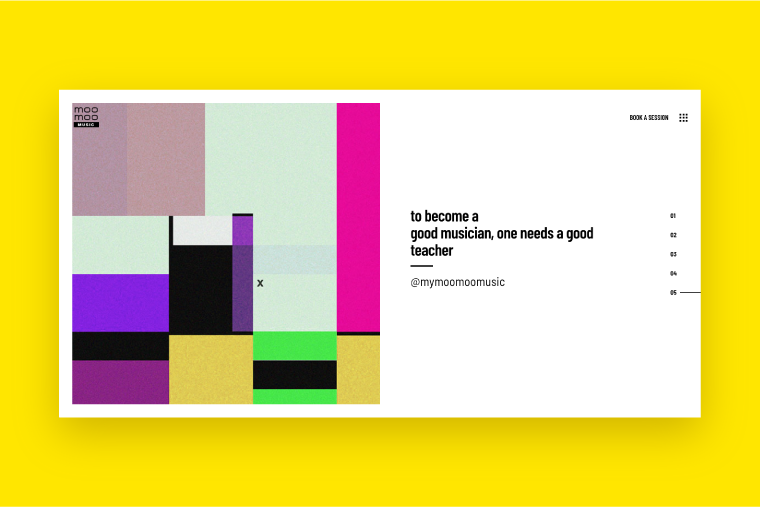 moo
moo
MUSIC
BOOK A SESSION
to become a
good musician, one needs a good
teacher
@mymoomoomusic
x
01
02
03
04
05